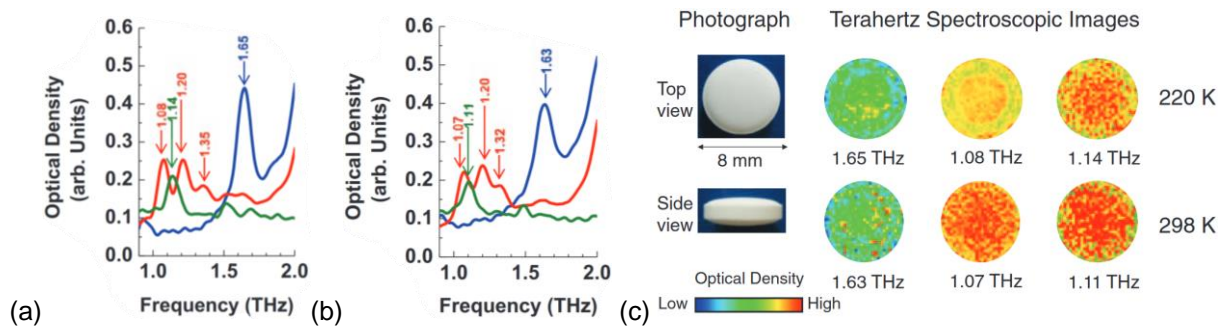 1.08
1.14
1.20
1.35
1.65
Optical Density
(arb. Units)
0.6
0.5
0.4
0.3
0.2
0.1
0.0
1.0
1.5
2.0
Frequency (THz)
(a)
1.07
1.11
1.20
1.32
1.63
Optical Density
(arb. Units)
0.6
0.5
0.4
0.3
0.2
0.1
0.0
1.0
1.5
2.0
Frequency (THz)
(b)
Photograph
Terahertz Spectroscopic Images
Top
view
8 mm
1.65 THz
1.08 THz
1.14 THz
220 K
Side
view
1.63 THz
1.07 THz
1.11 THz
298 K
Optical Density
Low
High
(c)